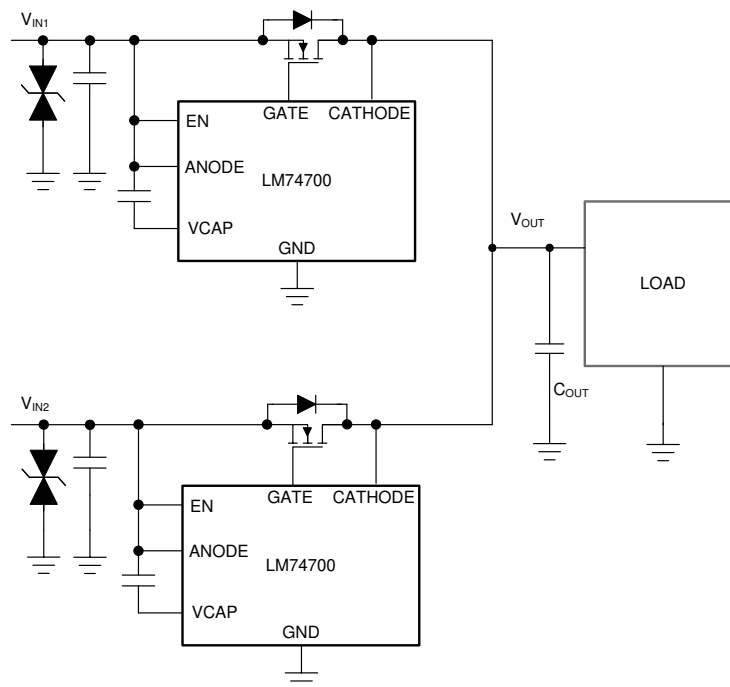 VIN1
GATE
CATHODE
EN
ANODE
LM74700
VCAP
GND
VOUT
LOAD
COUT
VIN2
GATE
CATHODE
EN
ANODE
LM74700
VCAP
GND